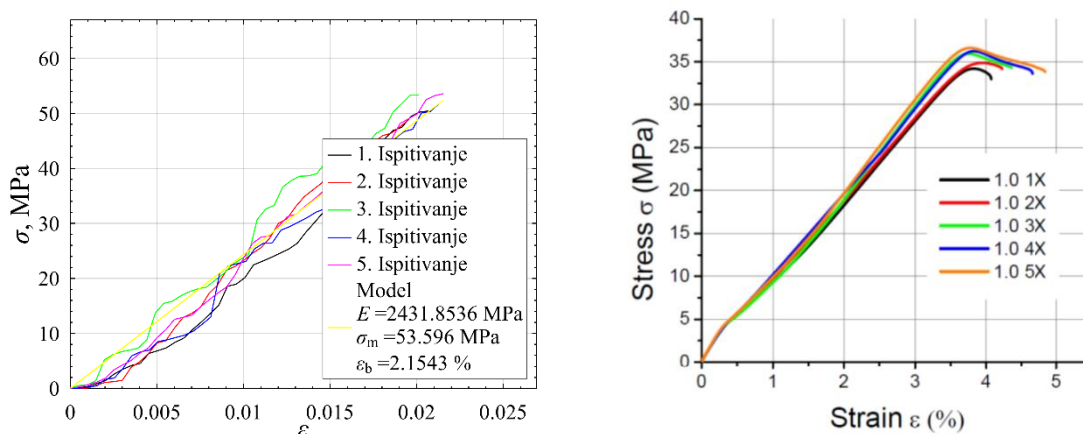 60
50
40
30
20
10
0
σ, MPa
0
0.005
0.01
0.015
0.02
0.025
ε
1. Ispitivanje
2. Ispitivanje
3. Ispitivanje
4. Ispitivanje
5. Ispitivanje
Model
E =2431.8536 MPa
σm =53.596 MPa
εb =2.1543 %
40
35
30
25
20
15
10
5
0
Stress σ (MPa)
0
1
2
3
4
5
Strain ε (%)
1.0 1X
1.0 2X
1.0 3X
1.0 4X
1.0 5X